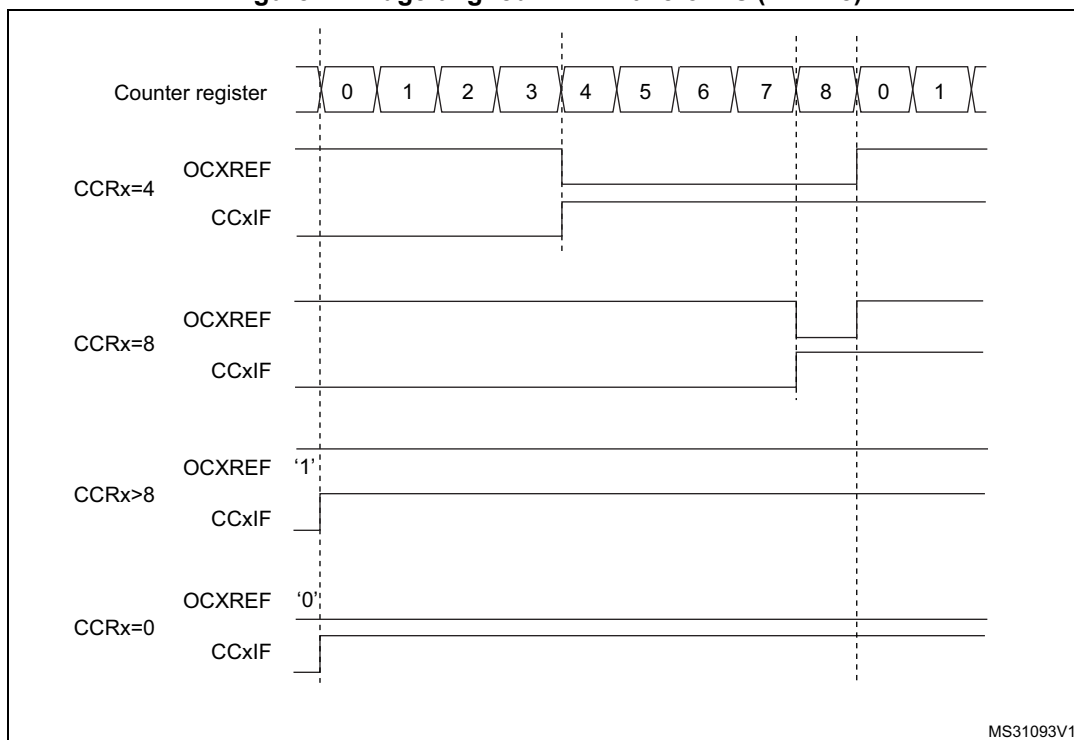 Counter register 0 1 2 3 4 5 6 7 8 0 1
OCXREF
CCRx=4
CCxIF
OCXREF
CCRx=8
CCxIF
OCXREF '1'
CCRx>8
CCxIF
OCXREF '0'
CCRx=0
CCxIF
MS31093V1